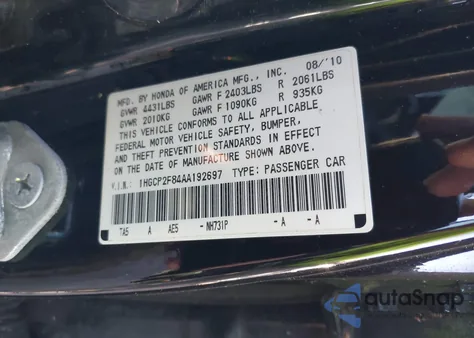 MFD. BY HONDA OF AMERICA MFG., INC. 08/'10
GVWR 4431LBS GAWR F 2403LBS R 2061LBS
GVWR 2010KG GAWR F 1090KG R 935KG
THIS VEHICLE CONFORMS TO ALL APPLICABLE
FEDERAL MOTOR VEHICLE SAFETY, BUMPER,
AND THEFT PREVENTION STANDARDS IN EFFECT
ON THE DATE OF MANUFACTURE SHOWN ABOVE.
V.I.N. 1HGCP2F84AA192697 TYPE: PASSENGER CAR
TA5 A AE5 -NH731P -A -A
autoSnap